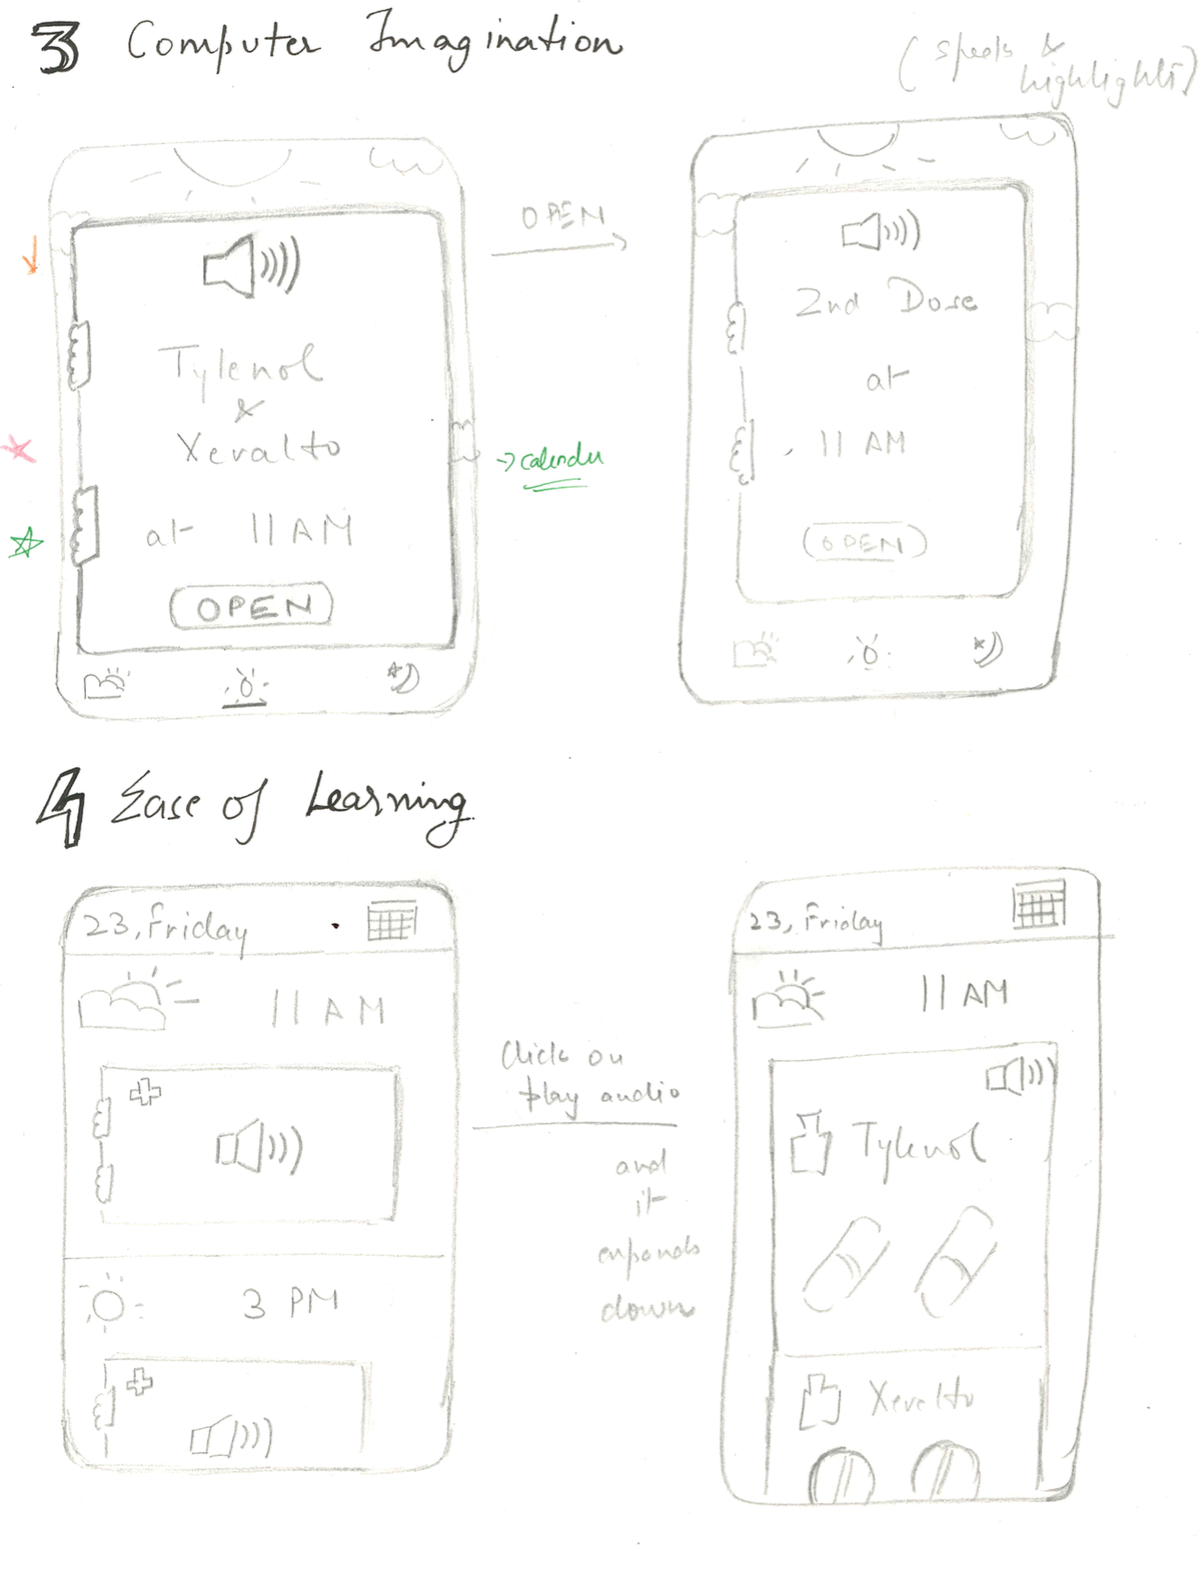 3 Computer Imagination
(speaks &
highlights)
Tylenol
&
Xeralto
at 11 AM
OPEN
OPEN
→ calendar
2nd Dose
at
11 AM
OPEN
4 Ease of Learning
23, Friday
11 AM
3 PM
Click on
play audio
and
it
expands
down
23, Friday
11 AM
Tylenol
Xeralto